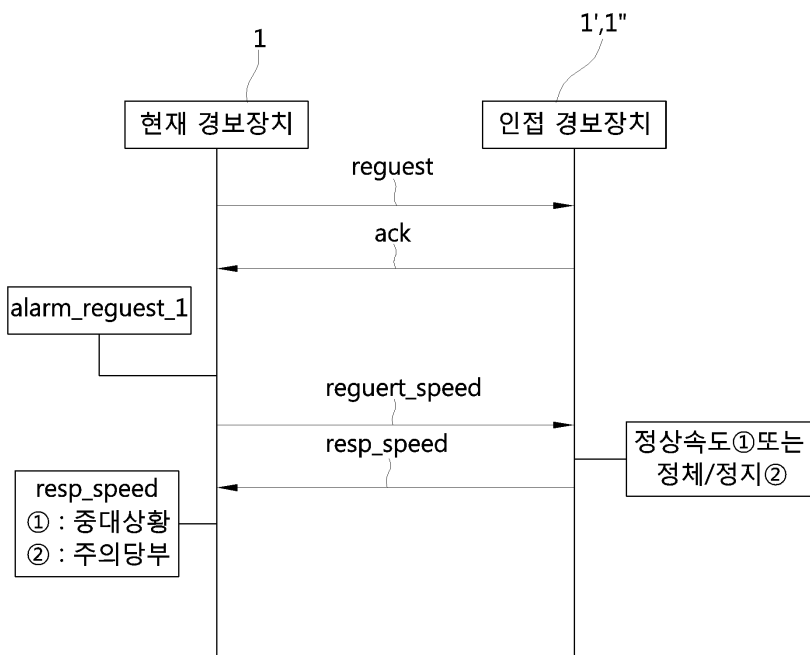 1
1',1"
현재 경보장치
인접 경보장치
reguest
ack
alarm_reguest_1
reguert_speed
resp_speed
정상속도①또는
정체/정지②
resp_speed
① : 중대상황
② : 주의당부